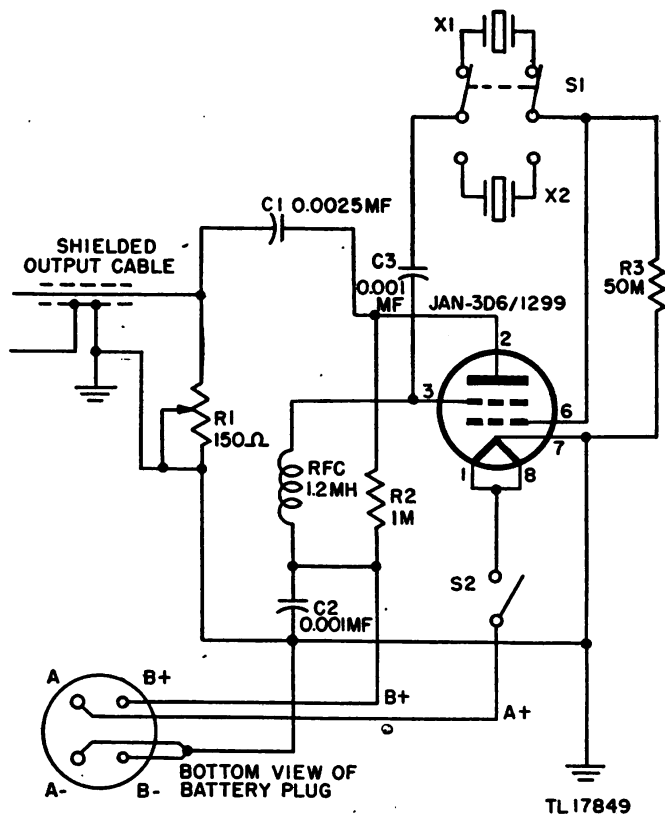 X1
S1
X2
C1 0.0025MF
SHIELDED
OUTPUT CABLE
C3
0.001
MF
R3
50M
JAN-3D6/1299
2
3
6
7
1
8
R1
150Ω
RFC
1.2MH
R2
1M
S2
C2
0.001MF
A
B+
B+
A+
A-
B-
BOTTOM VIEW OF
BATTERY PLUG
TL17849